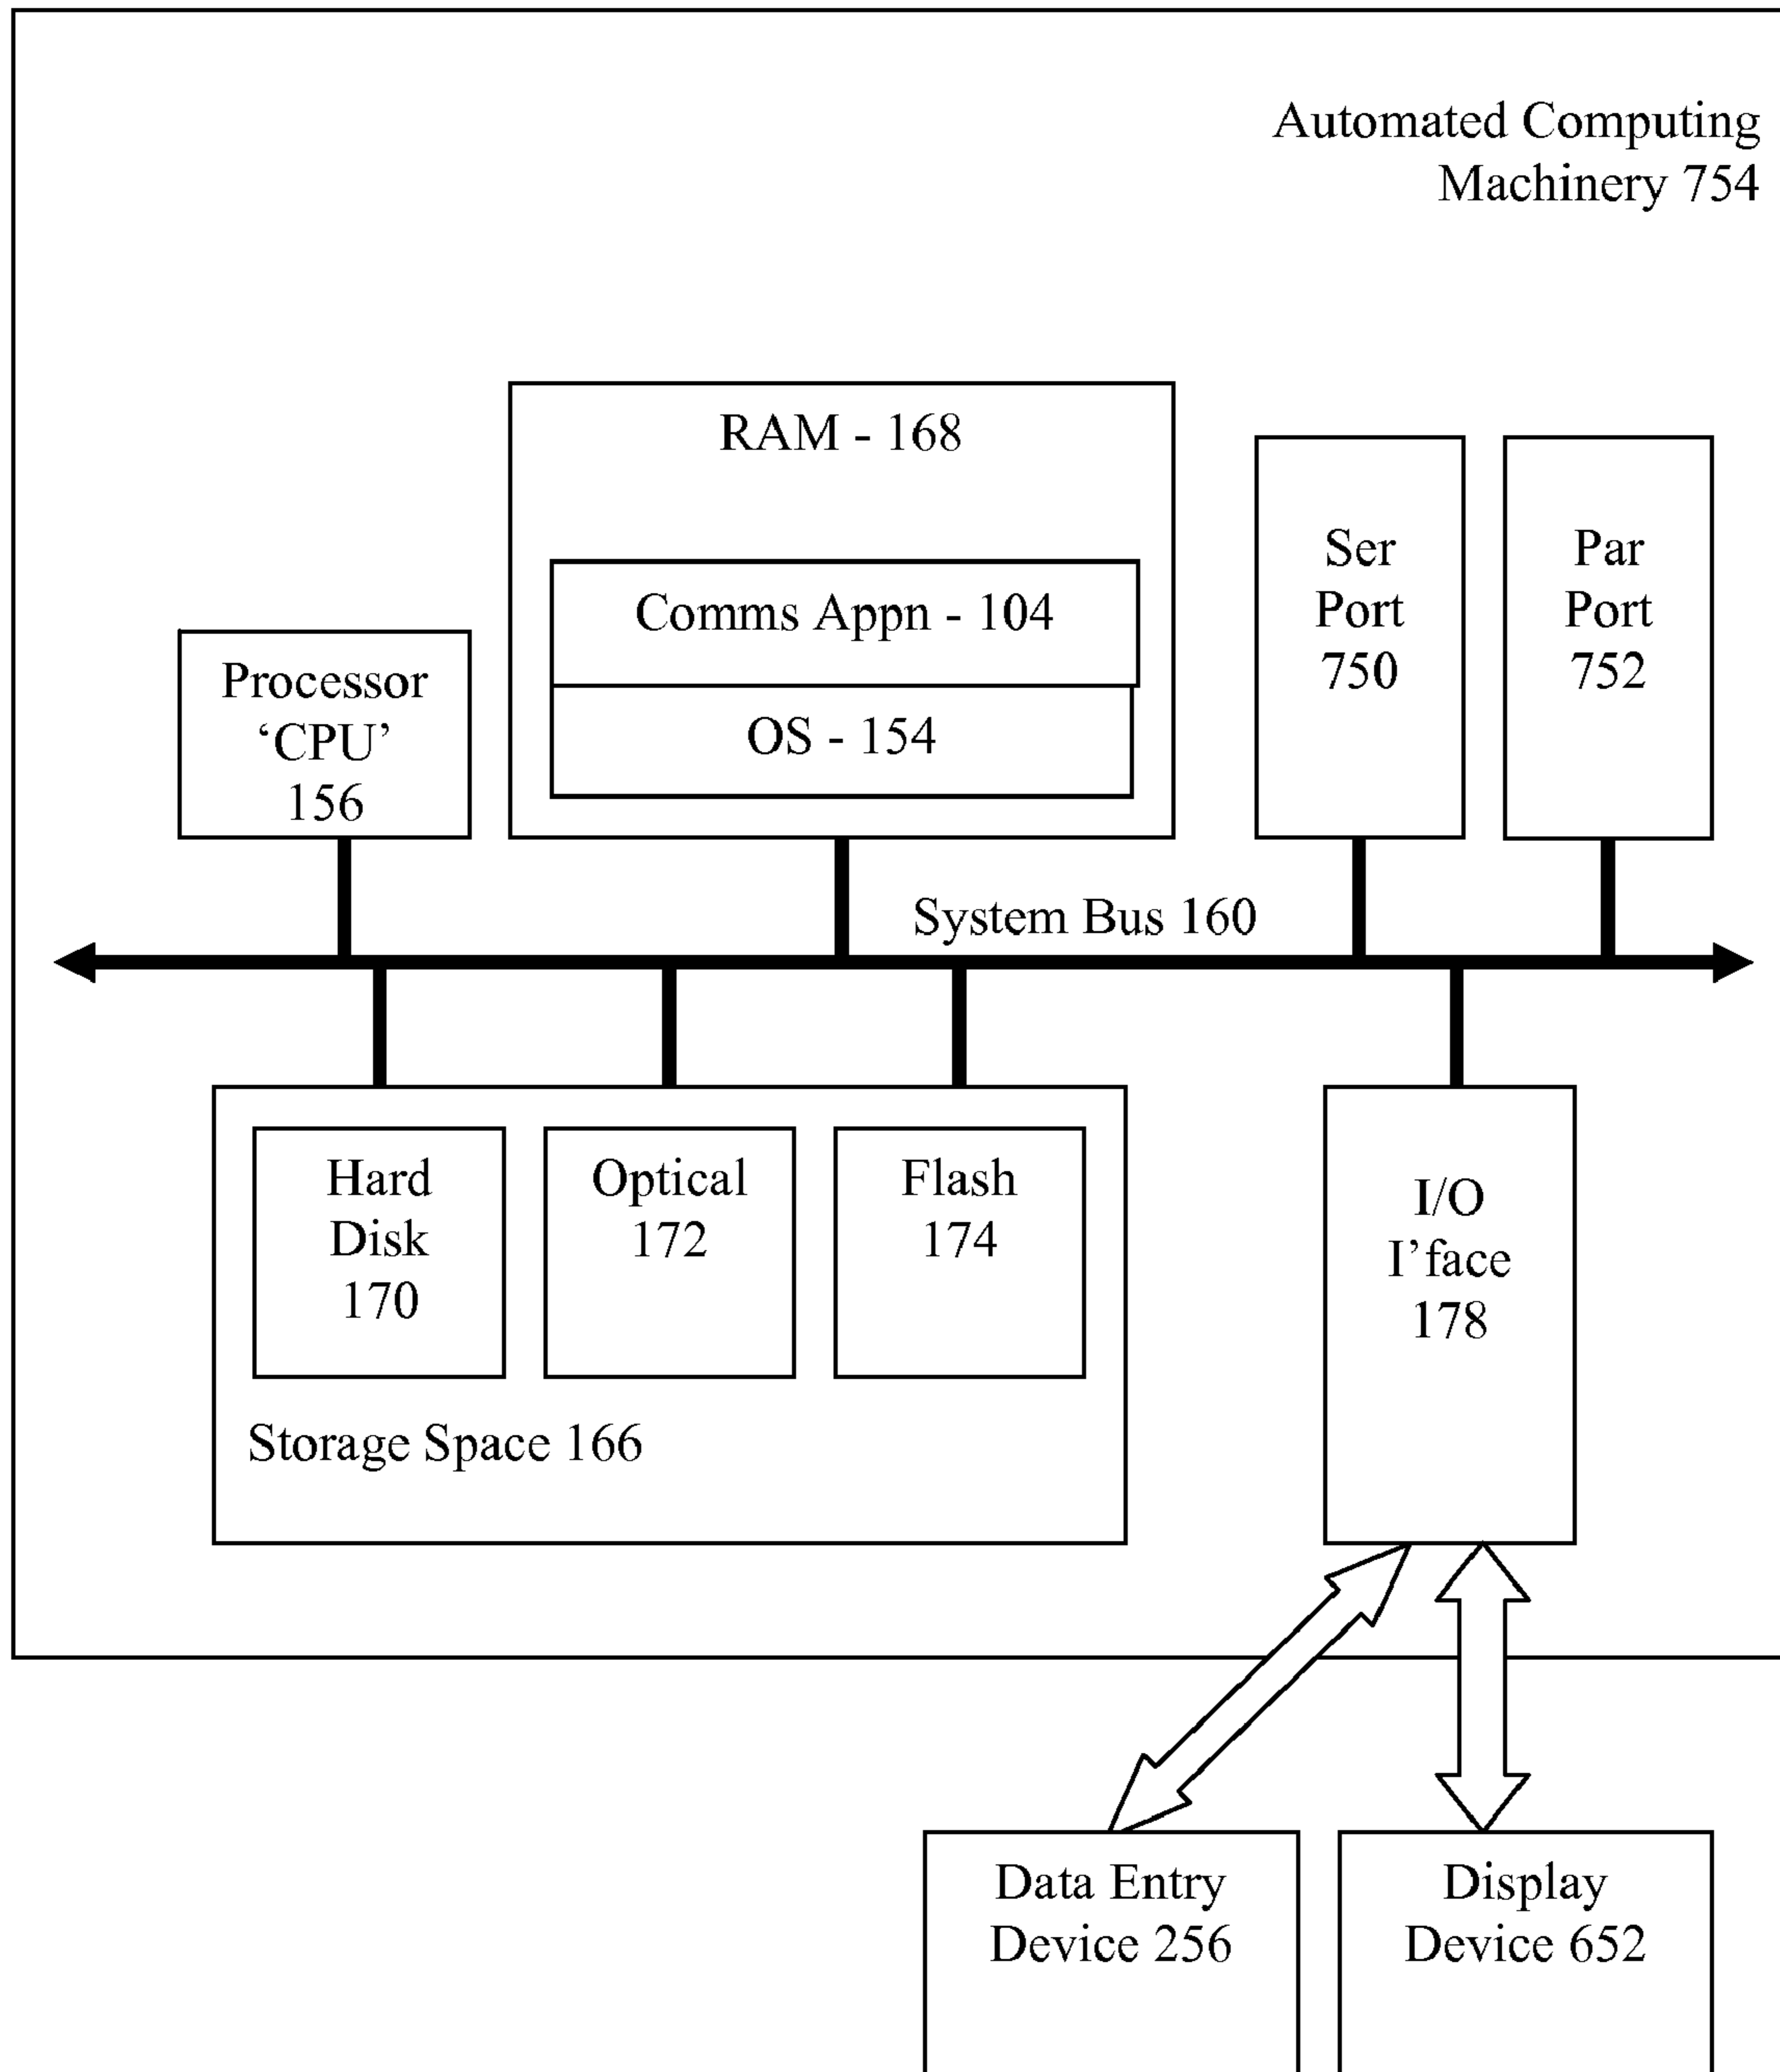 Automated Computing
Machinery 754
RAM - 168
Comms Appn - 104
OS - 154
Processor
‘CPU’
156
Ser
Port
750
Par
Port
752
System Bus 160
Hard
Disk
170
Optical
172
Flash
174
Storage Space 166
I/O
I’face
178
Data Entry
Device 256
Display
Device 652